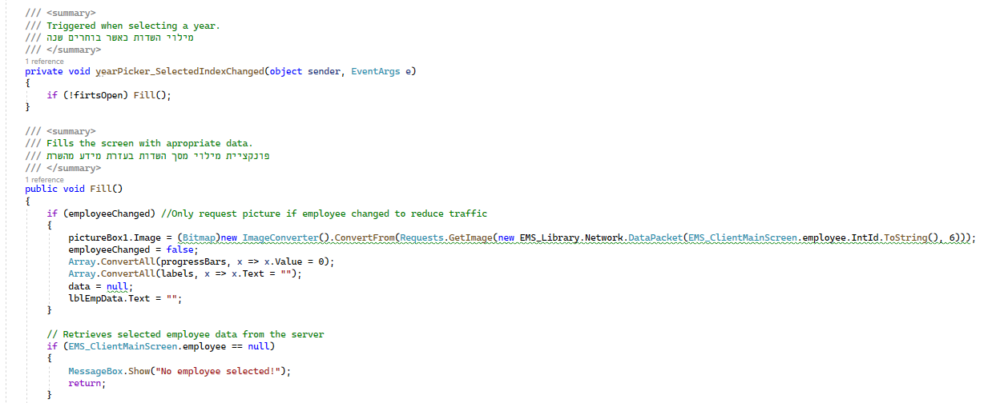 /// <summary>
/// Triggered when selecting a year.
/// מילוי השדות כאשר בוחרים שנה
/// </summary>
1 reference
private void yearPicker_SelectedIndexChanged(object sender, EventArgs e)
{
if (!firtsOpen) Fill();
}
/// <summary>
/// Fills the screen with apropriate data.
/// פונקציית מילוי מסך השדות בעזרת מידע מהשרת
/// </summary>
1 reference
public void Fill()
{
if (employeeChanged) //Only request picture if employee changed to reduce traffic
{
pictureBox1.Image = (Bitmap)new ImageConverter().ConvertFrom(Requests.GetImage(new EMS_Library.Network.DataPacket(EMS_ClientMainScreen.employee.IntId.ToString(), 6)));
employeeChanged = false;
Array.ConvertAll(progressBars, x => x.Value = 0);
Array.ConvertAll(labels, x => x.Text = "");
data = null;
lblEmpData.Text = "";
}
// Retrieves selected employee data from the server
if (EMS_ClientMainScreen.employee == null)
{
MessageBox.Show("No employee selected!");
return;
}